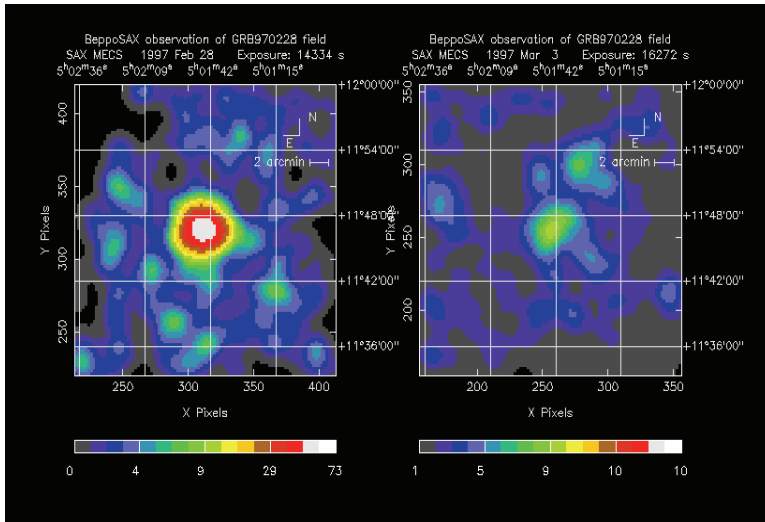 BeppoSAX observation of GRB970228 field
SAX MECS 1997 Feb 28 Exposure: 14334 s
5ʰ02ᵐ36ˢ 5ʰ02ᵐ09ˢ 5ʰ01ᵐ42ˢ 5ʰ01ᵐ15ˢ
+12°00'00"
N
E
2 arcmin
+11°54'00"
+11°48'00"
+11°42'00"
+11°36'00"
400
350
300
250
Y Pixels
250 300 350 400
X Pixels
0 4 9 29 73
BeppoSAX observation of GRB970228 field
SAX MECS 1997 Mar 3 Exposure: 16272 s
5ʰ02ᵐ36ˢ 5ʰ02ᵐ09ˢ 5ʰ01ᵐ42ˢ 5ʰ01ᵐ15ˢ
+12°00'00"
N
E
2 arcmin
+11°54'00"
+11°48'00"
+11°42'00"
+11°36'00"
350
300
250
200
Y Pixels
200 250 300 350
X Pixels
1 5 9 10 10